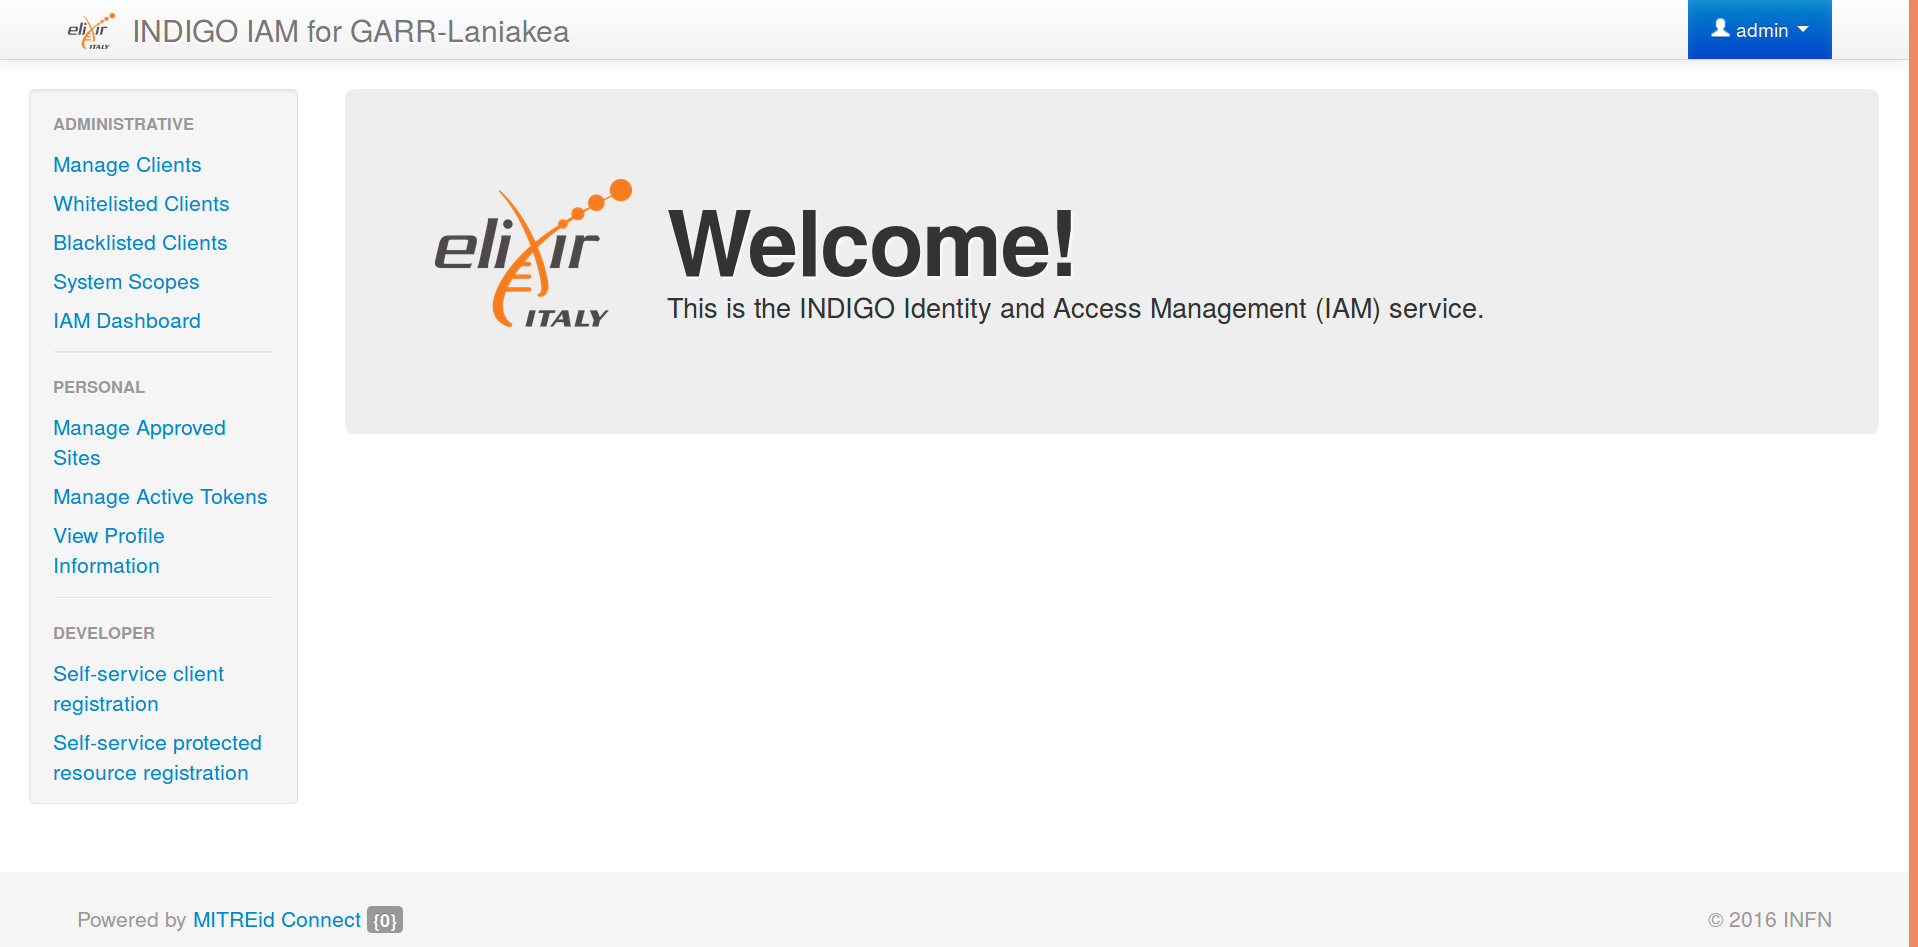 elixir
ITALY
INDIGO IAM for GARR-Laniakea
admin
ADMINISTRATIVE
Manage Clients
Whitelisted Clients
Blacklisted Clients
System Scopes
IAM Dashboard
PERSONAL
Manage Approved
Sites
Manage Active Tokens
View Profile
Information
DEVELOPER
Self-service client
registration
Self-service protected
resource registration
elixir
ITALY
Welcome!
This is the INDIGO Identity and Access Management (IAM) service.
Powered by MITREid Connect {0}
© 2016 INFN